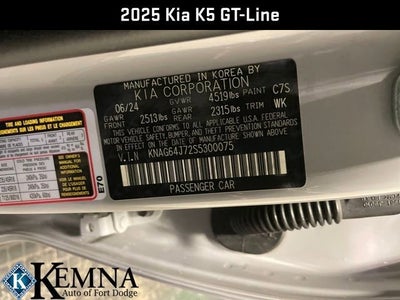 2025 Kia K5 GT-Line
MANUFACTURED IN KOREA BY
KIA CORPORATION
06/24 GVWR 4519lbs PAINT C7S
GAWR 2513lbs GAWR 2315lbs TRIM WK
THIS VEHICLE CONFORMS TO ALL APPLICABLE U.S.A. FEDERAL
MOTOR VEHICLE SAFETY, BUMPER, AND THEFT PREVENTION STANDARDS
IN EFFECT ON THE DATE OF MANUFACTURE SHOWN ABOVE.
V.I.N KNAG64J72S5300075
PASSENGER CAR
E70
TIRE AND LOADING INFORMATION
KEMNA
Auto of Fort Dodge